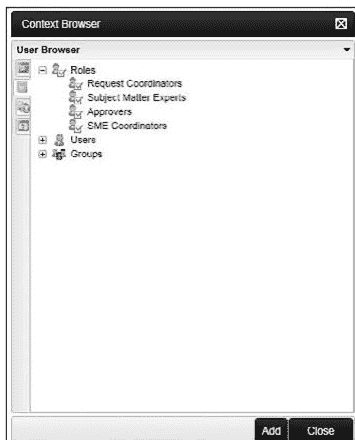 Context Browser
User Browser
Roles
Request Coordinators
Subject Matter Experts
Approvers
SME Coordinators
Users
Groups
Add Close